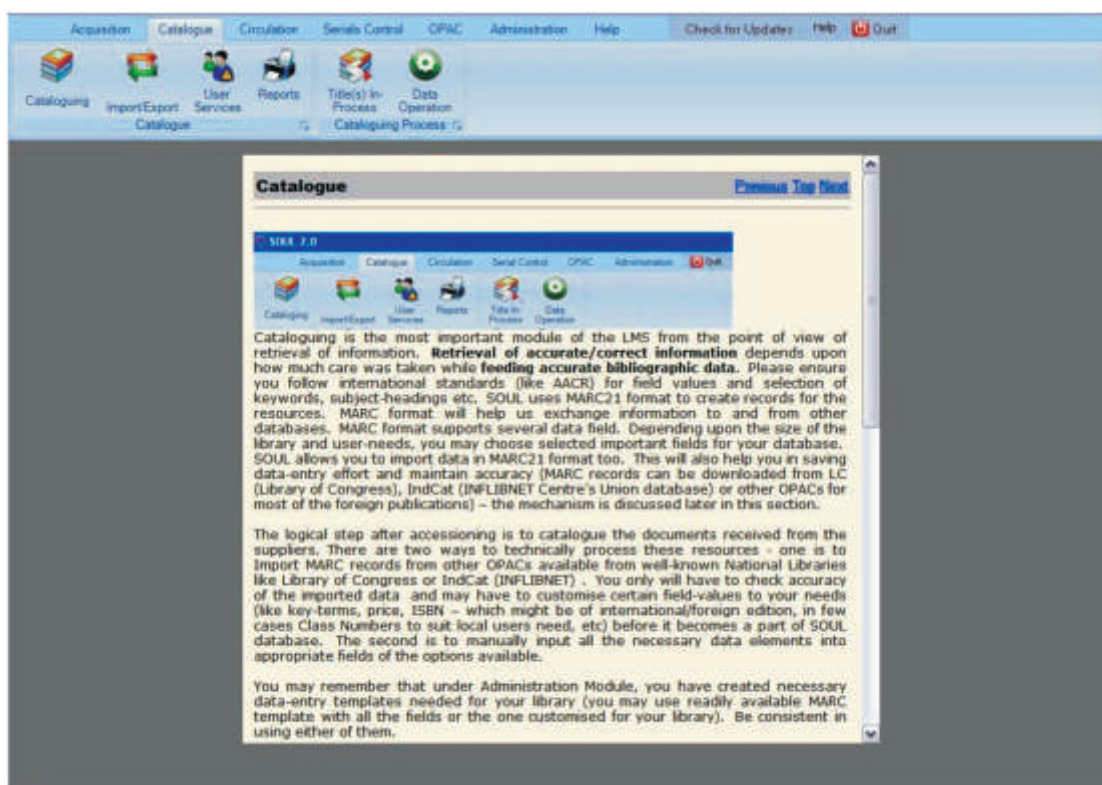 Acquisition Catalogue Circulation Serials Control OPAC Administration Help Check for Updates Help Quit
Cataloguing Import/Export User Services Reports Title(s) In-Process Data Operation
Catalogue Cataloguing Process
Catalogue Previous Top Next
SOUL 2.0
Acquisition Catalogue Circulation Serial Control OPAC Administration Quit
Cataloging Import/Export User Services Reports Title In-Process Data Operation
Cataloguing is the most important module of the LMS from the point of view of
retrieval of information. Retrieval of accurate/correct information depends upon
how much care was taken while feeding accurate bibliographic data. Please ensure
you follow international standards (like AACR) for field values and selection of
keywords, subject-headings etc. SOUL uses MARC21 format to create records for the
resources. MARC format will help us exchange information to and from other
databases. MARC format supports several data field. Depending upon the size of the
library and user-needs, you may choose selected important fields for your database.
SOUL allows you to import data in MARC21 format too. This will also help you in saving
data-entry effort and maintain accuracy (MARC records can be downloaded from LC
(Library of Congress), IndCat (INFLIBNET Centre's Union database) or other OPACs for
most of the foreign publications) – the mechanism is discussed later in this section.
The logical step after accessioning is to catalogue the documents received from the
suppliers. There are two ways to technically process these resources - one is to
Import MARC records from other OPACs available from well-known National Libraries
like Library of Congress or IndCat (INFLIBNET) . You only will have to check accuracy
of the imported data and may have to customise certain field-values to your needs
(like key-terms, price, ISBN – which might be of international/foreign edition, in few
cases Class Numbers to suit local users need, etc) before it becomes a part of SOUL
database. The second is to manually input all the necessary data elements into
appropriate fields of the options available.
You may remember that under Administration Module, you have created necessary
data-entry templates needed for your library (you may use readily available MARC
template with all the fields or the one customised for your library). Be consistent in
using either of them.